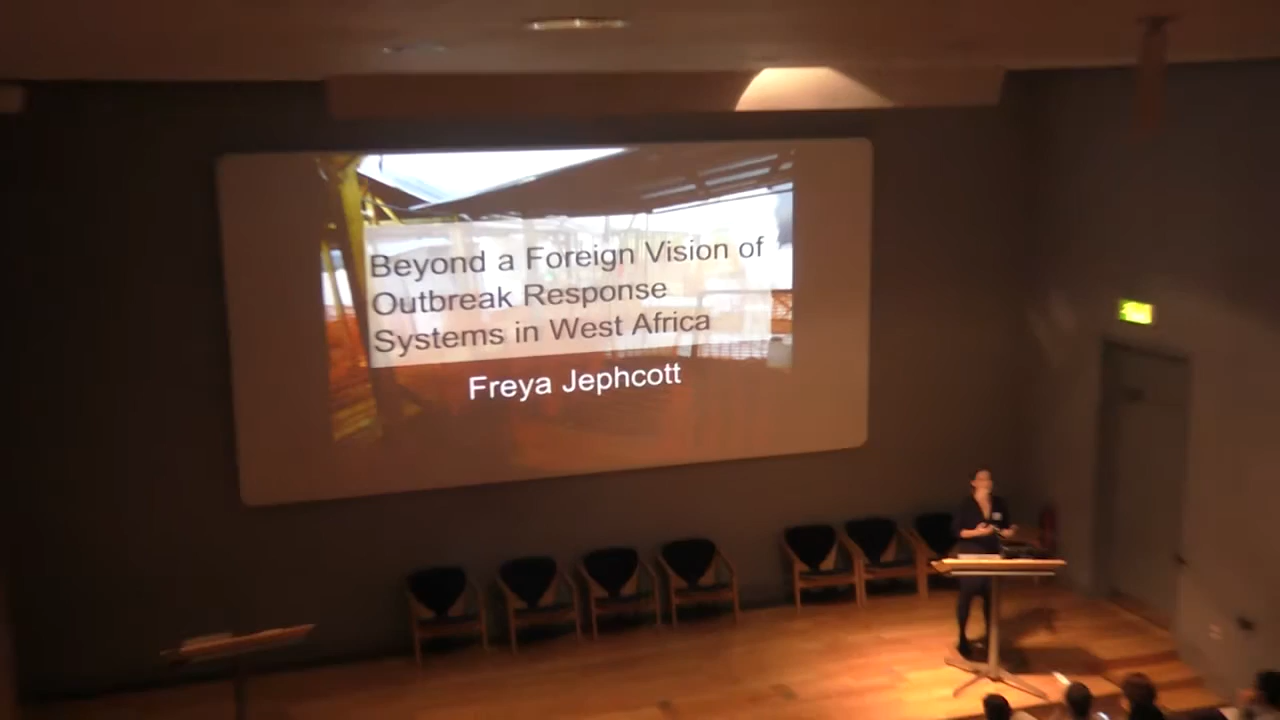 Beyond a Foreign Vision of
Outbreak Response
Systems in West Africa
Freya Jephcott